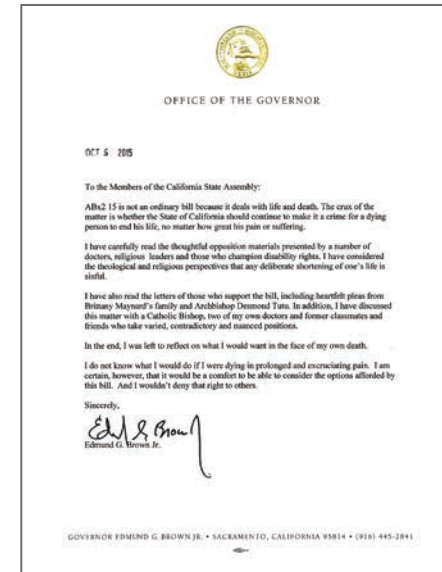 OFFICE OF THE GOVERNOR
OCT 5 2015
To the Members of the California State Assembly:
ABx2 15 is not an ordinary bill because it deals with life and death. The crux of the
matter is whether the State of California should continue to make it a crime for a dying
person to end his life, no matter how great his pain or suffering.
I have carefully read the thoughtful opposition materials presented by a number of
doctors, religious leaders and those who champion disability rights. I have considered
the theological and religious perspectives that any deliberate shortening of one's life is
sinful.
I have also read the letters of those who support the bill, including heartfelt pleas from
Brittany Maynard's family and Archbishop Desmond Tutu. In addition, I have discussed
this matter with a Catholic Bishop, two of my own doctors and former classmates and
friends who take varied, contradictory and nuanced positions.
In the end, I was left to reflect on what I would want in the face of my own death.
I do not know what I would do if I were dying in prolonged and excruciating pain. I am
certain, however, that it would be a comfort to be able to consider the options afforded by
this bill. And I wouldn't deny that right to others.
Sincerely,
Edmund G. Brown Jr.
GOVERNOR EDMUND G. BROWN JR. • SACRAMENTO, CALIFORNIA 95814 • (916) 445-2841